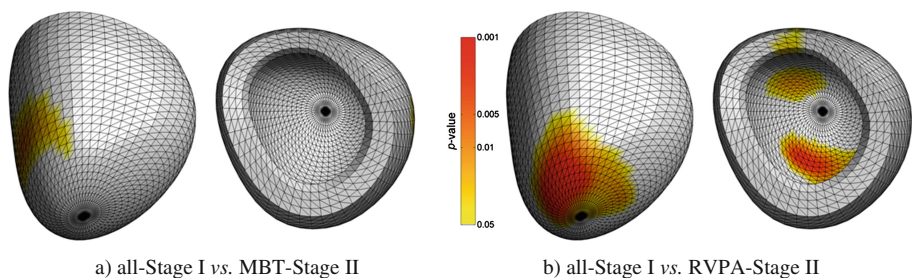 0.001
0.005
0.01
0.05
p-value
a) all-Stage I vs. MBT-Stage II
b) all-Stage I vs. RVPA-Stage II